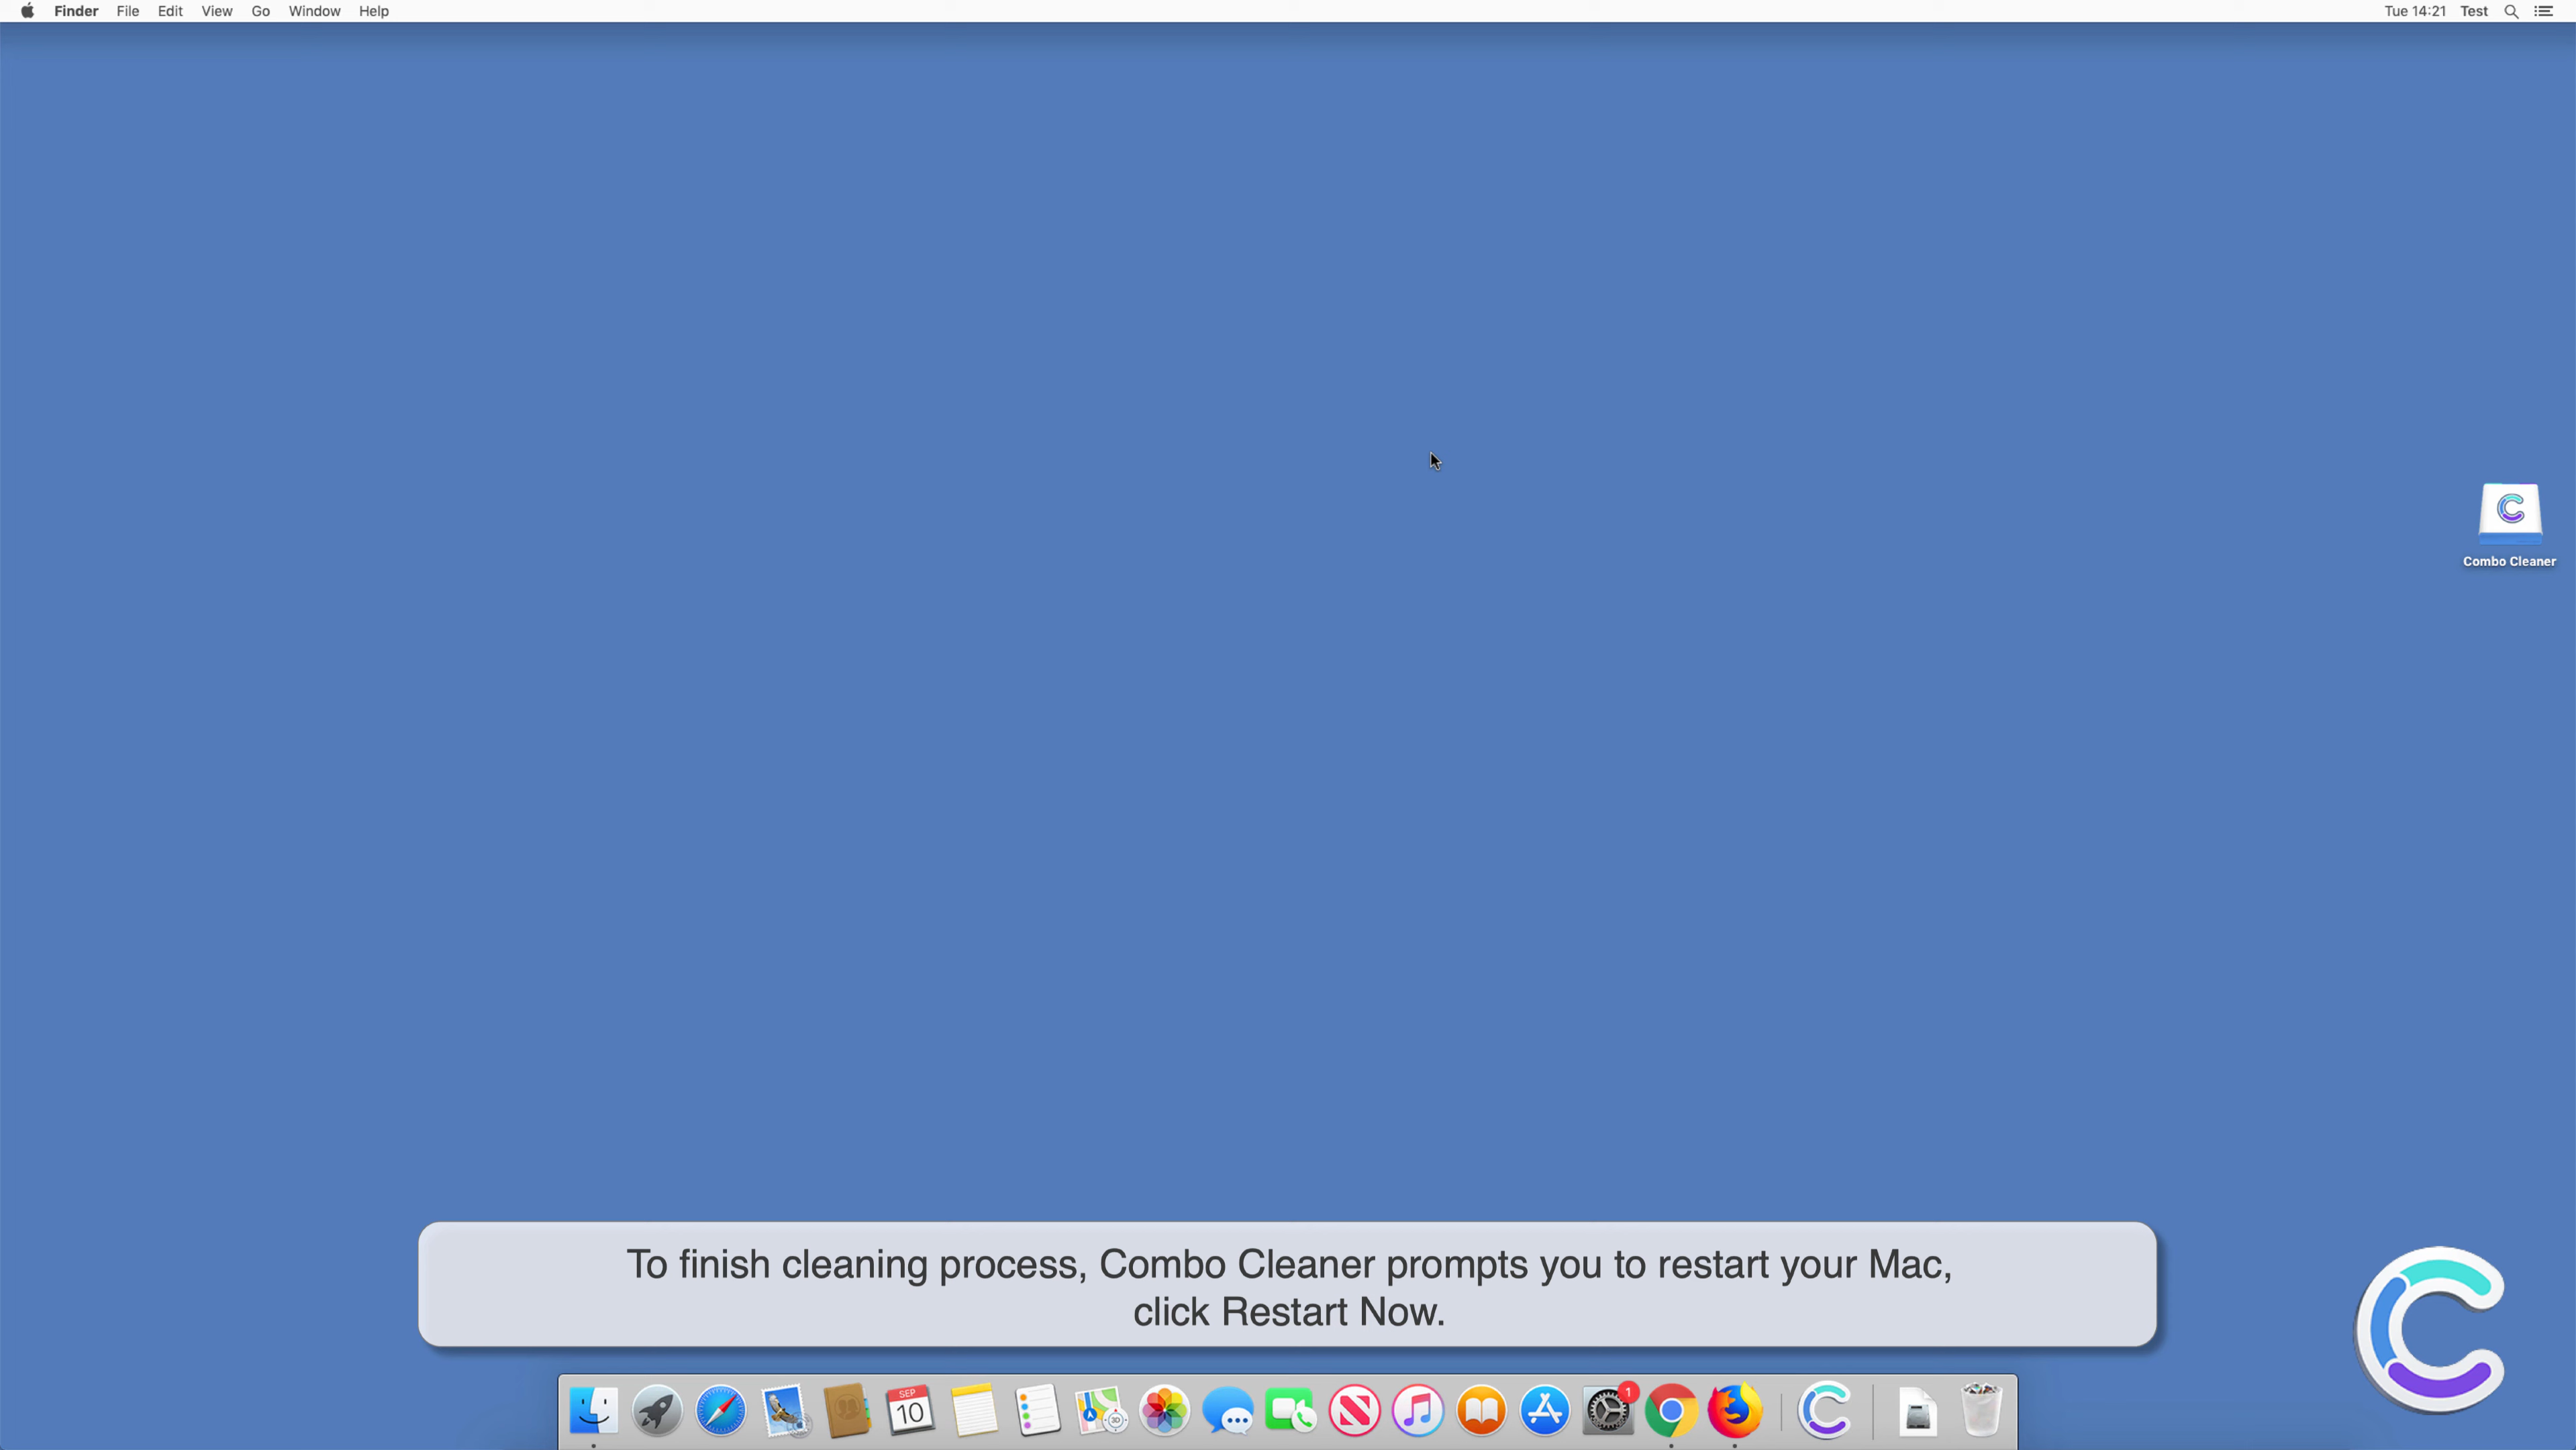 Finder File Edit View Go Window Help
Tue 14:21 Test
Combo Cleaner
To finish cleaning process, Combo Cleaner prompts you to restart your Mac,
click Restart Now.
SEP
10
3D
1